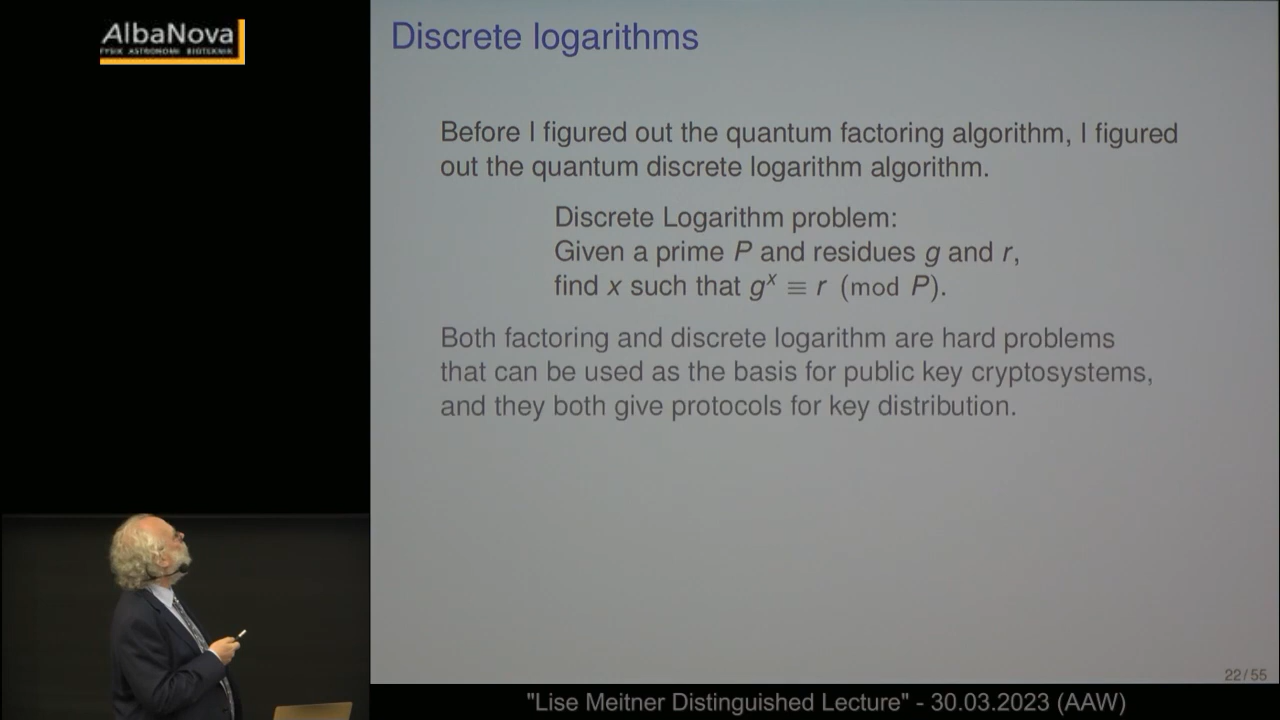 AlbaNova
FYSIK ASTRONOMI BIOTEKNIK
Discrete logarithms
Before I figured out the quantum factoring algorithm, I figured
out the quantum discrete logarithm algorithm.
Discrete Logarithm problem:
Given a prime P and residues g and r,
find x such that gˣ ≡ r (mod P).
Both factoring and discrete logarithm are hard problems
that can be used as the basis for public key cryptosystems,
and they both give protocols for key distribution.
22/55
"Lise Meitner Distinguished Lecture" - 30.03.2023 (AAW)